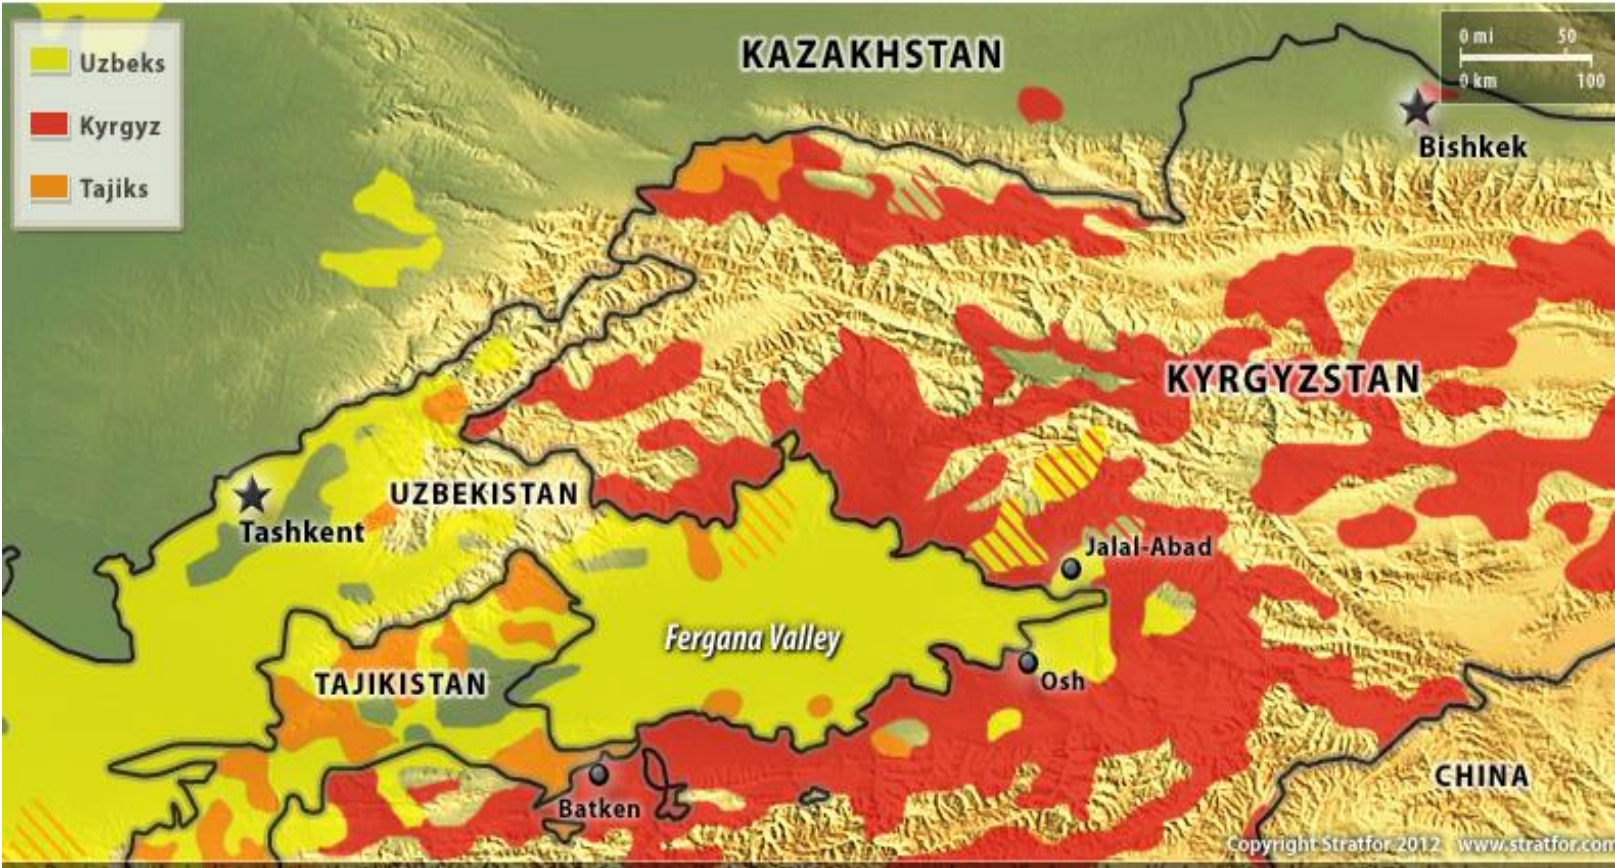 Uzbeks
Kyrgyz
Tajiks
KAZAKHSTAN
0 mi 50
0 km 100
Bishkek
KYRGYZSTAN
UZBEKISTAN
Tashkent
Jalal-Abad
Fergana Valley
TAJIKISTAN
Osh
CHINA
Batken
Copyright Stratfor 2012 www.stratfor.com